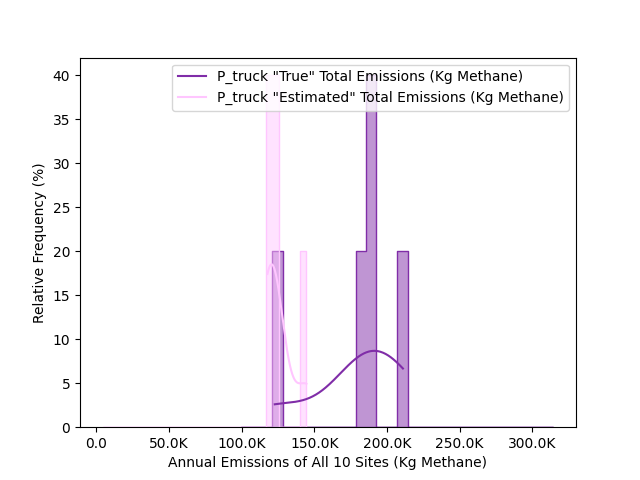 P_truck "True" Total Emissions (Kg Methane)
P_truck "Estimated" Total Emissions (Kg Methane)
Relative Frequency (%)
40
35
30
25
20
15
10
5
0
0.0 50.0K 100.0K 150.0K 200.0K 250.0K 300.0K
Annual Emissions of All 10 Sites (Kg Methane)